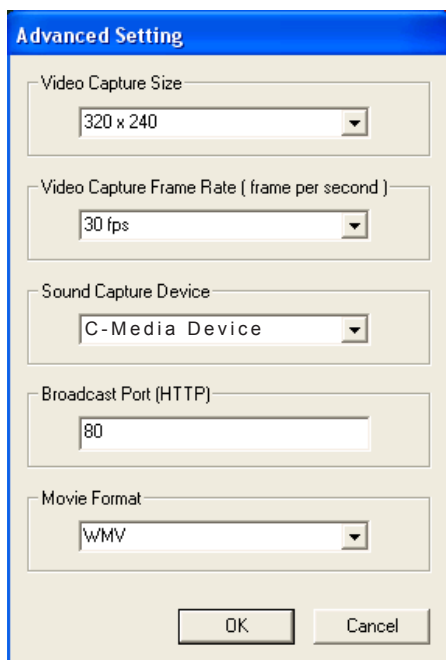 Advanced Setting
Video Capture Size
320 x 240
Video Capture Frame Rate ( frame per second )
30 fps
Sound Capture Device
C-Media Device
Broadcast Port (HTTP)
80
Movie Format
WMV
OK
Cancel